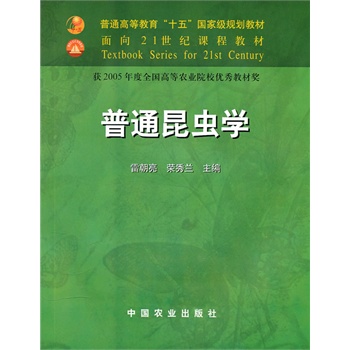 普通高等教育“十五”国家级规划教材
面向21世纪课程教材
Textbook Series for 21st Century
获2005年度全国高等农业院校优秀教材奖
普通昆虫学
雷朝亮 荣秀兰 主编
中国农业出版社